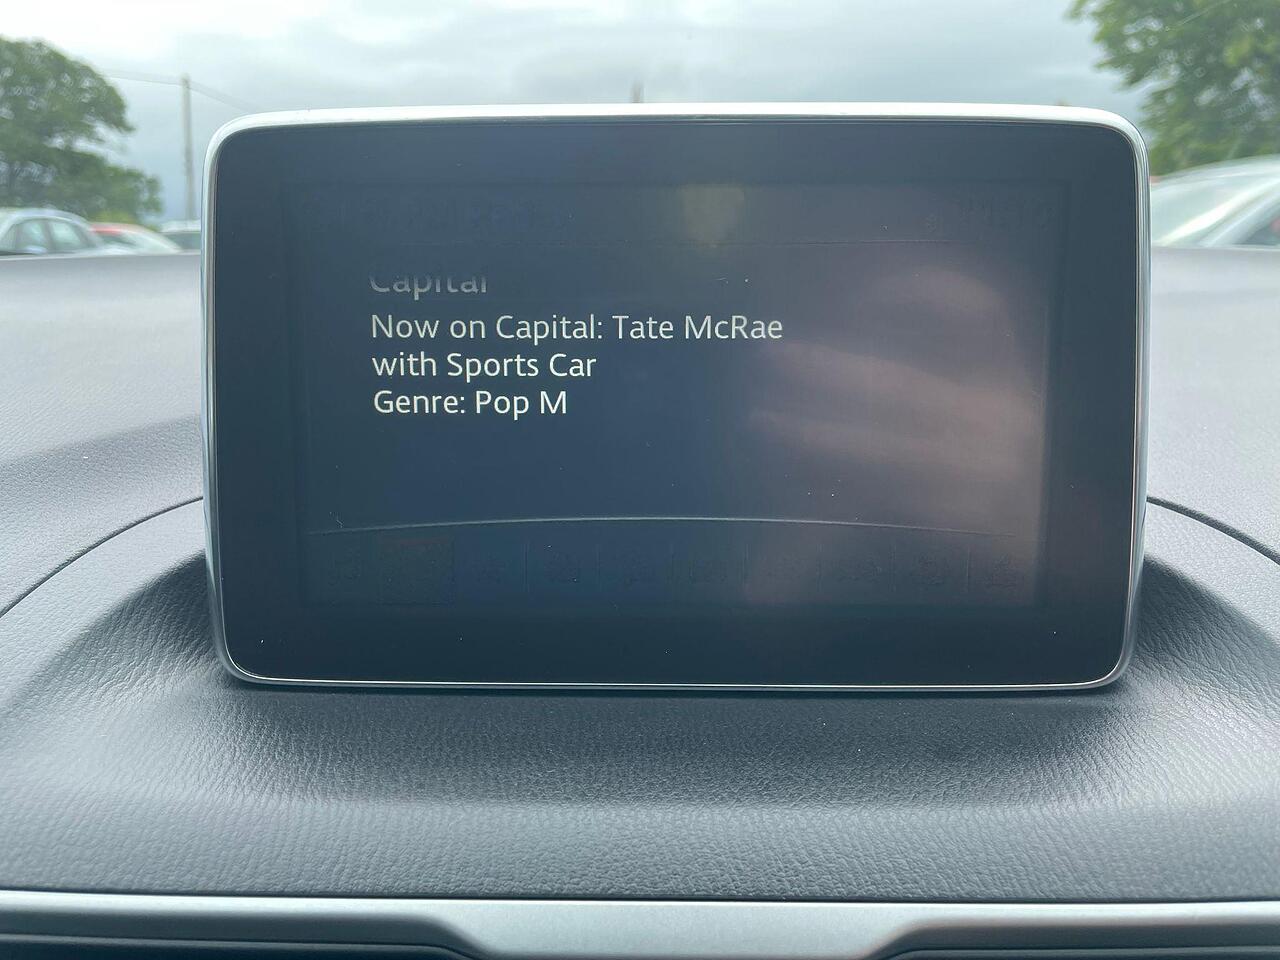 Capital
Now on Capital: Tate McRae
with Sports Car
Genre: Pop M